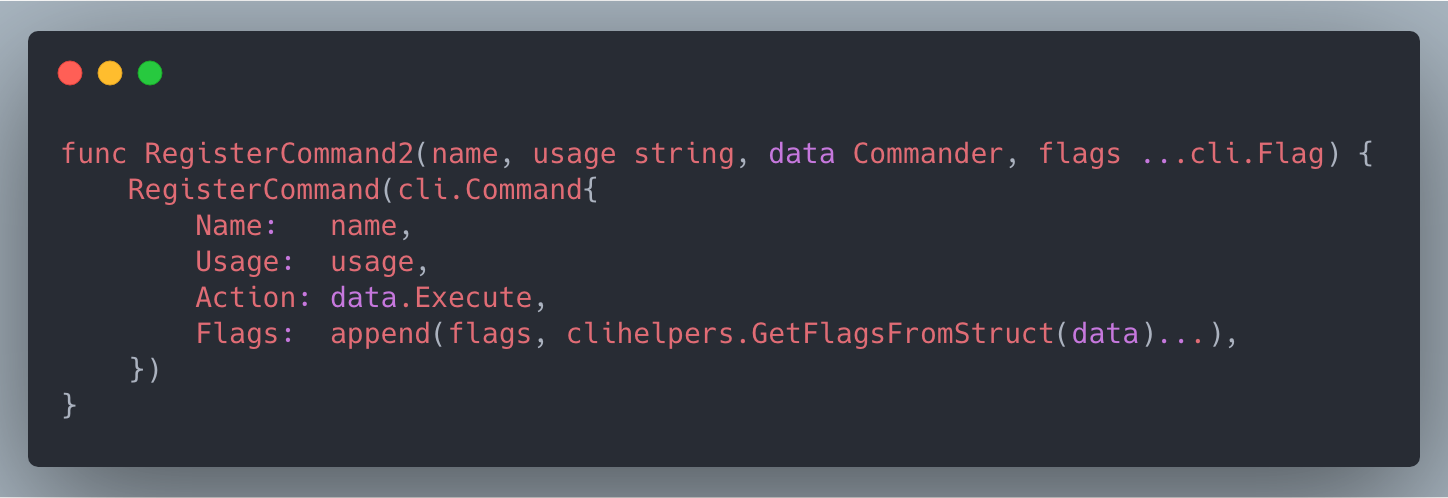 func RegisterCommand2(name, usage string, data Commander, flags ...cli.Flag) {
    RegisterCommand(cli.Command{
        Name:   name,
        Usage:  usage,
        Action: data.Execute,
        Flags:  append(flags, clihelpers.GetFlagsFromStruct(data)...),
    })
}